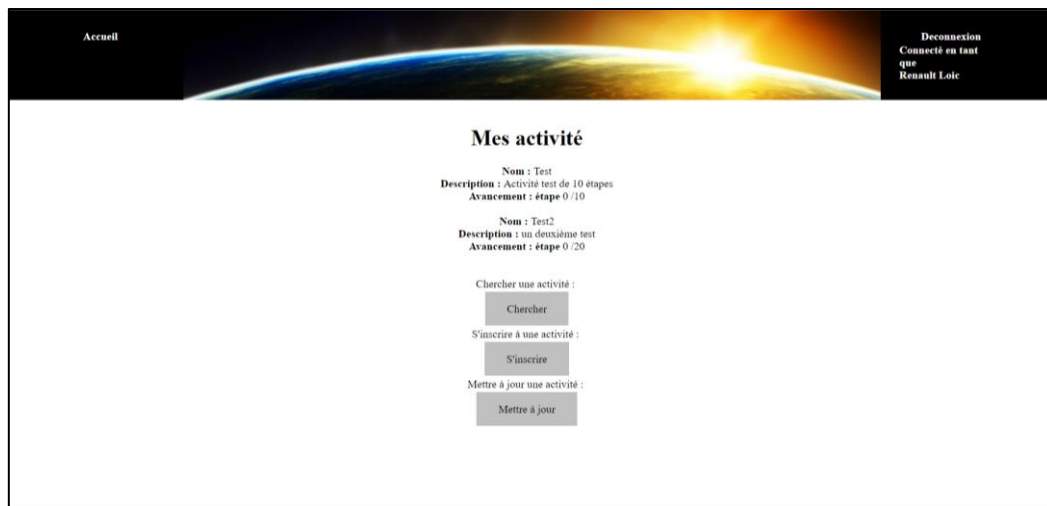 Accueil
Deconnexion
Connecté en tant
que
Renault Loic
Mes activité
Nom : Test
Description : Activité test de 10 étapes
Avancement : étape 0 /10
Nom : Test2
Description : un deuxième test
Avancement : étape 0 /20
Chercher une activité :
Chercher
S'inscrire à une activité :
S'inscrire
Mettre à jour une activité :
Mettre à jour